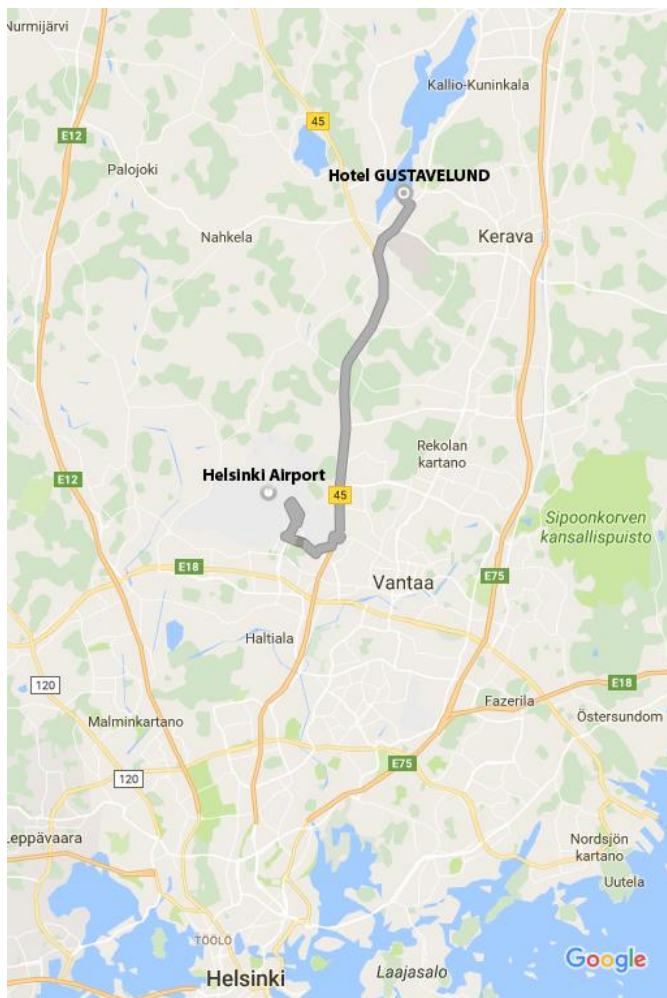 Nurmijärvi
Kallio-Kuninkala
45
E12
Palojoki
Hotel GUSTAVELUND
Nahkela
Kerava
Rekolan
kartano
Helsinki Airport
E12
45
Sipoonkorven
kansallispuisto
E18
Vantaa
E75
Haltiala
120
E18
Fazerila
Östersundom
Malminkartano
E75
120
Leppävaara
Nordsjön
kartano
Uutela
TÖÖLÖ
Helsinki
Laajasalo
Google